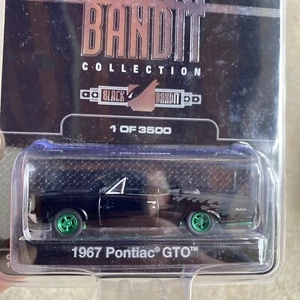 BANDIT
COLLECTION
BLACK BANDIT
1 OF 3500
1967 Pontiac® GTO™